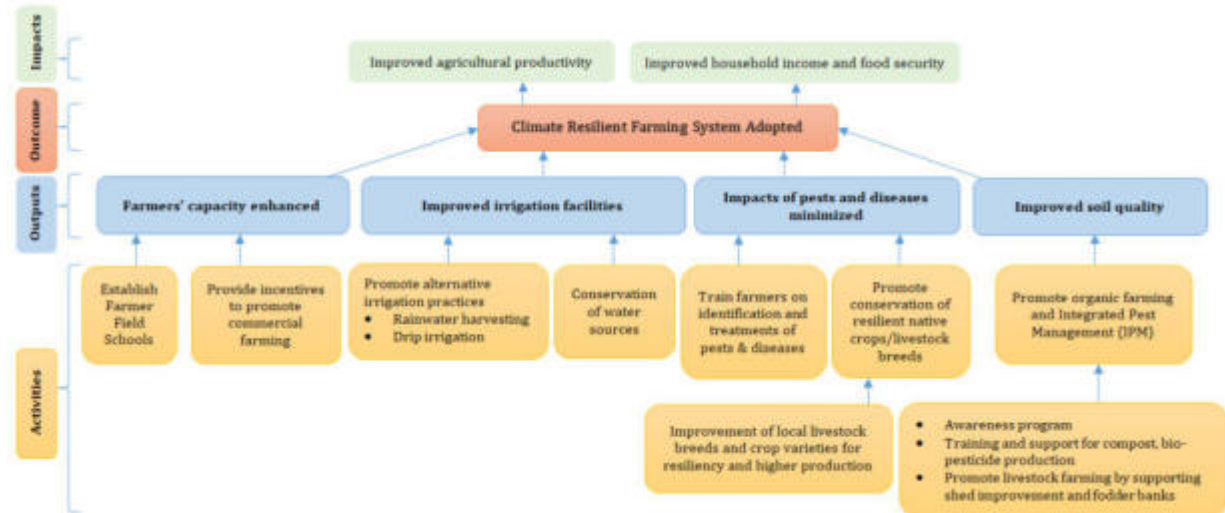 Impacts
Improved agricultural productivity
Improved household income and food security
Outcome
Climate Resilient Farming System Adopted
Outputs
Farmers' capacity enhanced
Improved irrigation facilities
Impacts of pests and diseases
minimized
Improved soil quality
Activities
Establish
Farmer
Field
Schools
Provide incentives
to promote
commercial
farming
Promote alternative
irrigation practices
● Rainwater harvesting
● Drip irrigation
Conservation
of water
sources
Train farmers on
identification and
treatments of
pests & diseases
Promote
conservation of
resilient native
crops/livestock
breeds
Promote organic farming
and Integrated Pest
Management (IPM)
Improvement of local livestock
breeds and crop varieties for
resiliency and higher production
● Awareness program
● Training and support for compost, bio-
pesticide production
● Promote livestock farming by supporting
shed improvement and fodder banks